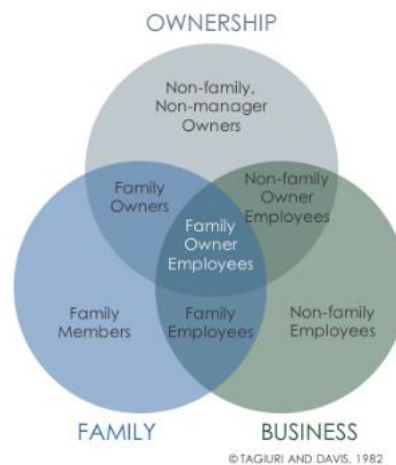 OWNERSHIP
Non-family,
Non-manager
Owners
Family
Owners
Non-family
Owner
Employees
Family
Owner
Employees
Family
Members
Family
Employees
Non-family
Employees
FAMILY
BUSINESS
© TAGIURI AND DAVIS, 1982